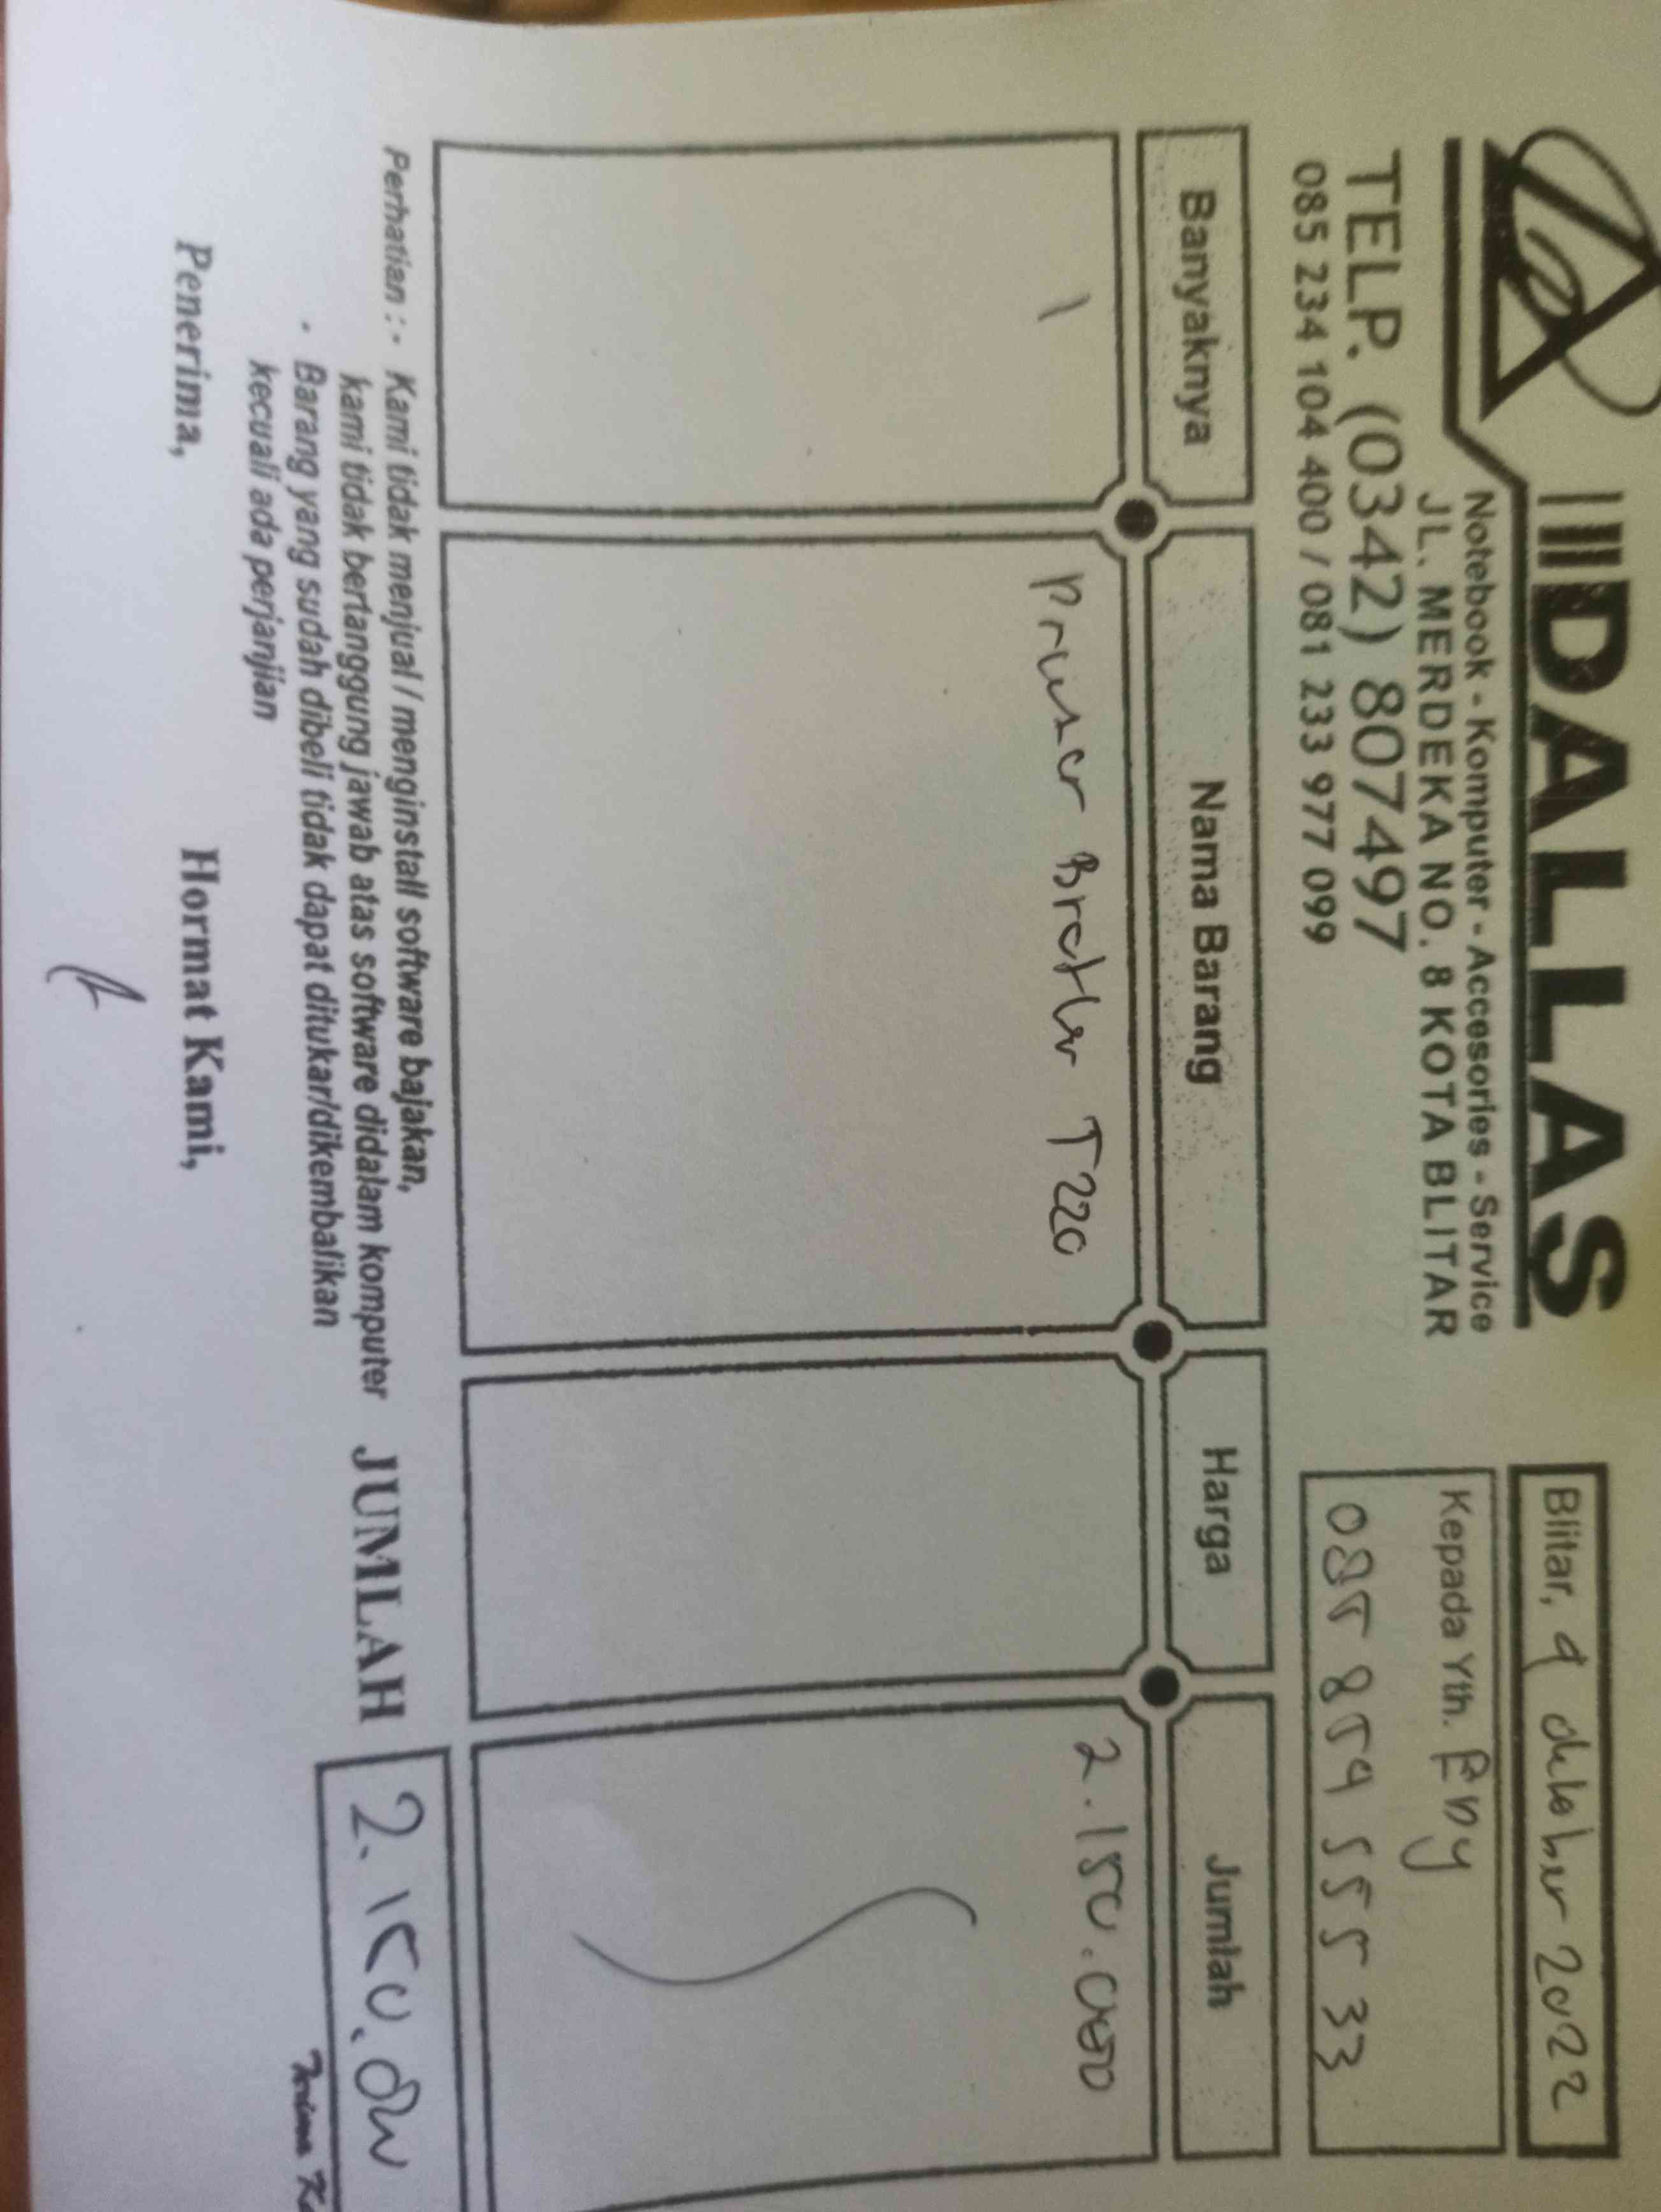 DALLAS
Notebook - Komputer - Accesories - Service
JL. MERDEKA NO. 8 KOTA BLITAR
TELP. (0342) 807497
085 234 104 400 / 081 233 977 099
Blitar, 9 oktober 2022
Kepada Yth. Eny
085 859 555 33
Banyaknya Nama Barang Harga Jumlah
1 Printer Brother T220 2.150.000
Perhatian : - Kami tidak menjual / menginstall software bajakan,
kami tidak bertanggung jawab atas software didalam komputer
- Barang yang sudah dibeli tidak dapat ditukar/dikembalikan
kecuali ada perjanjian
JUMLAH 2.150.000
Terima
Penerima, Hormat Kami,